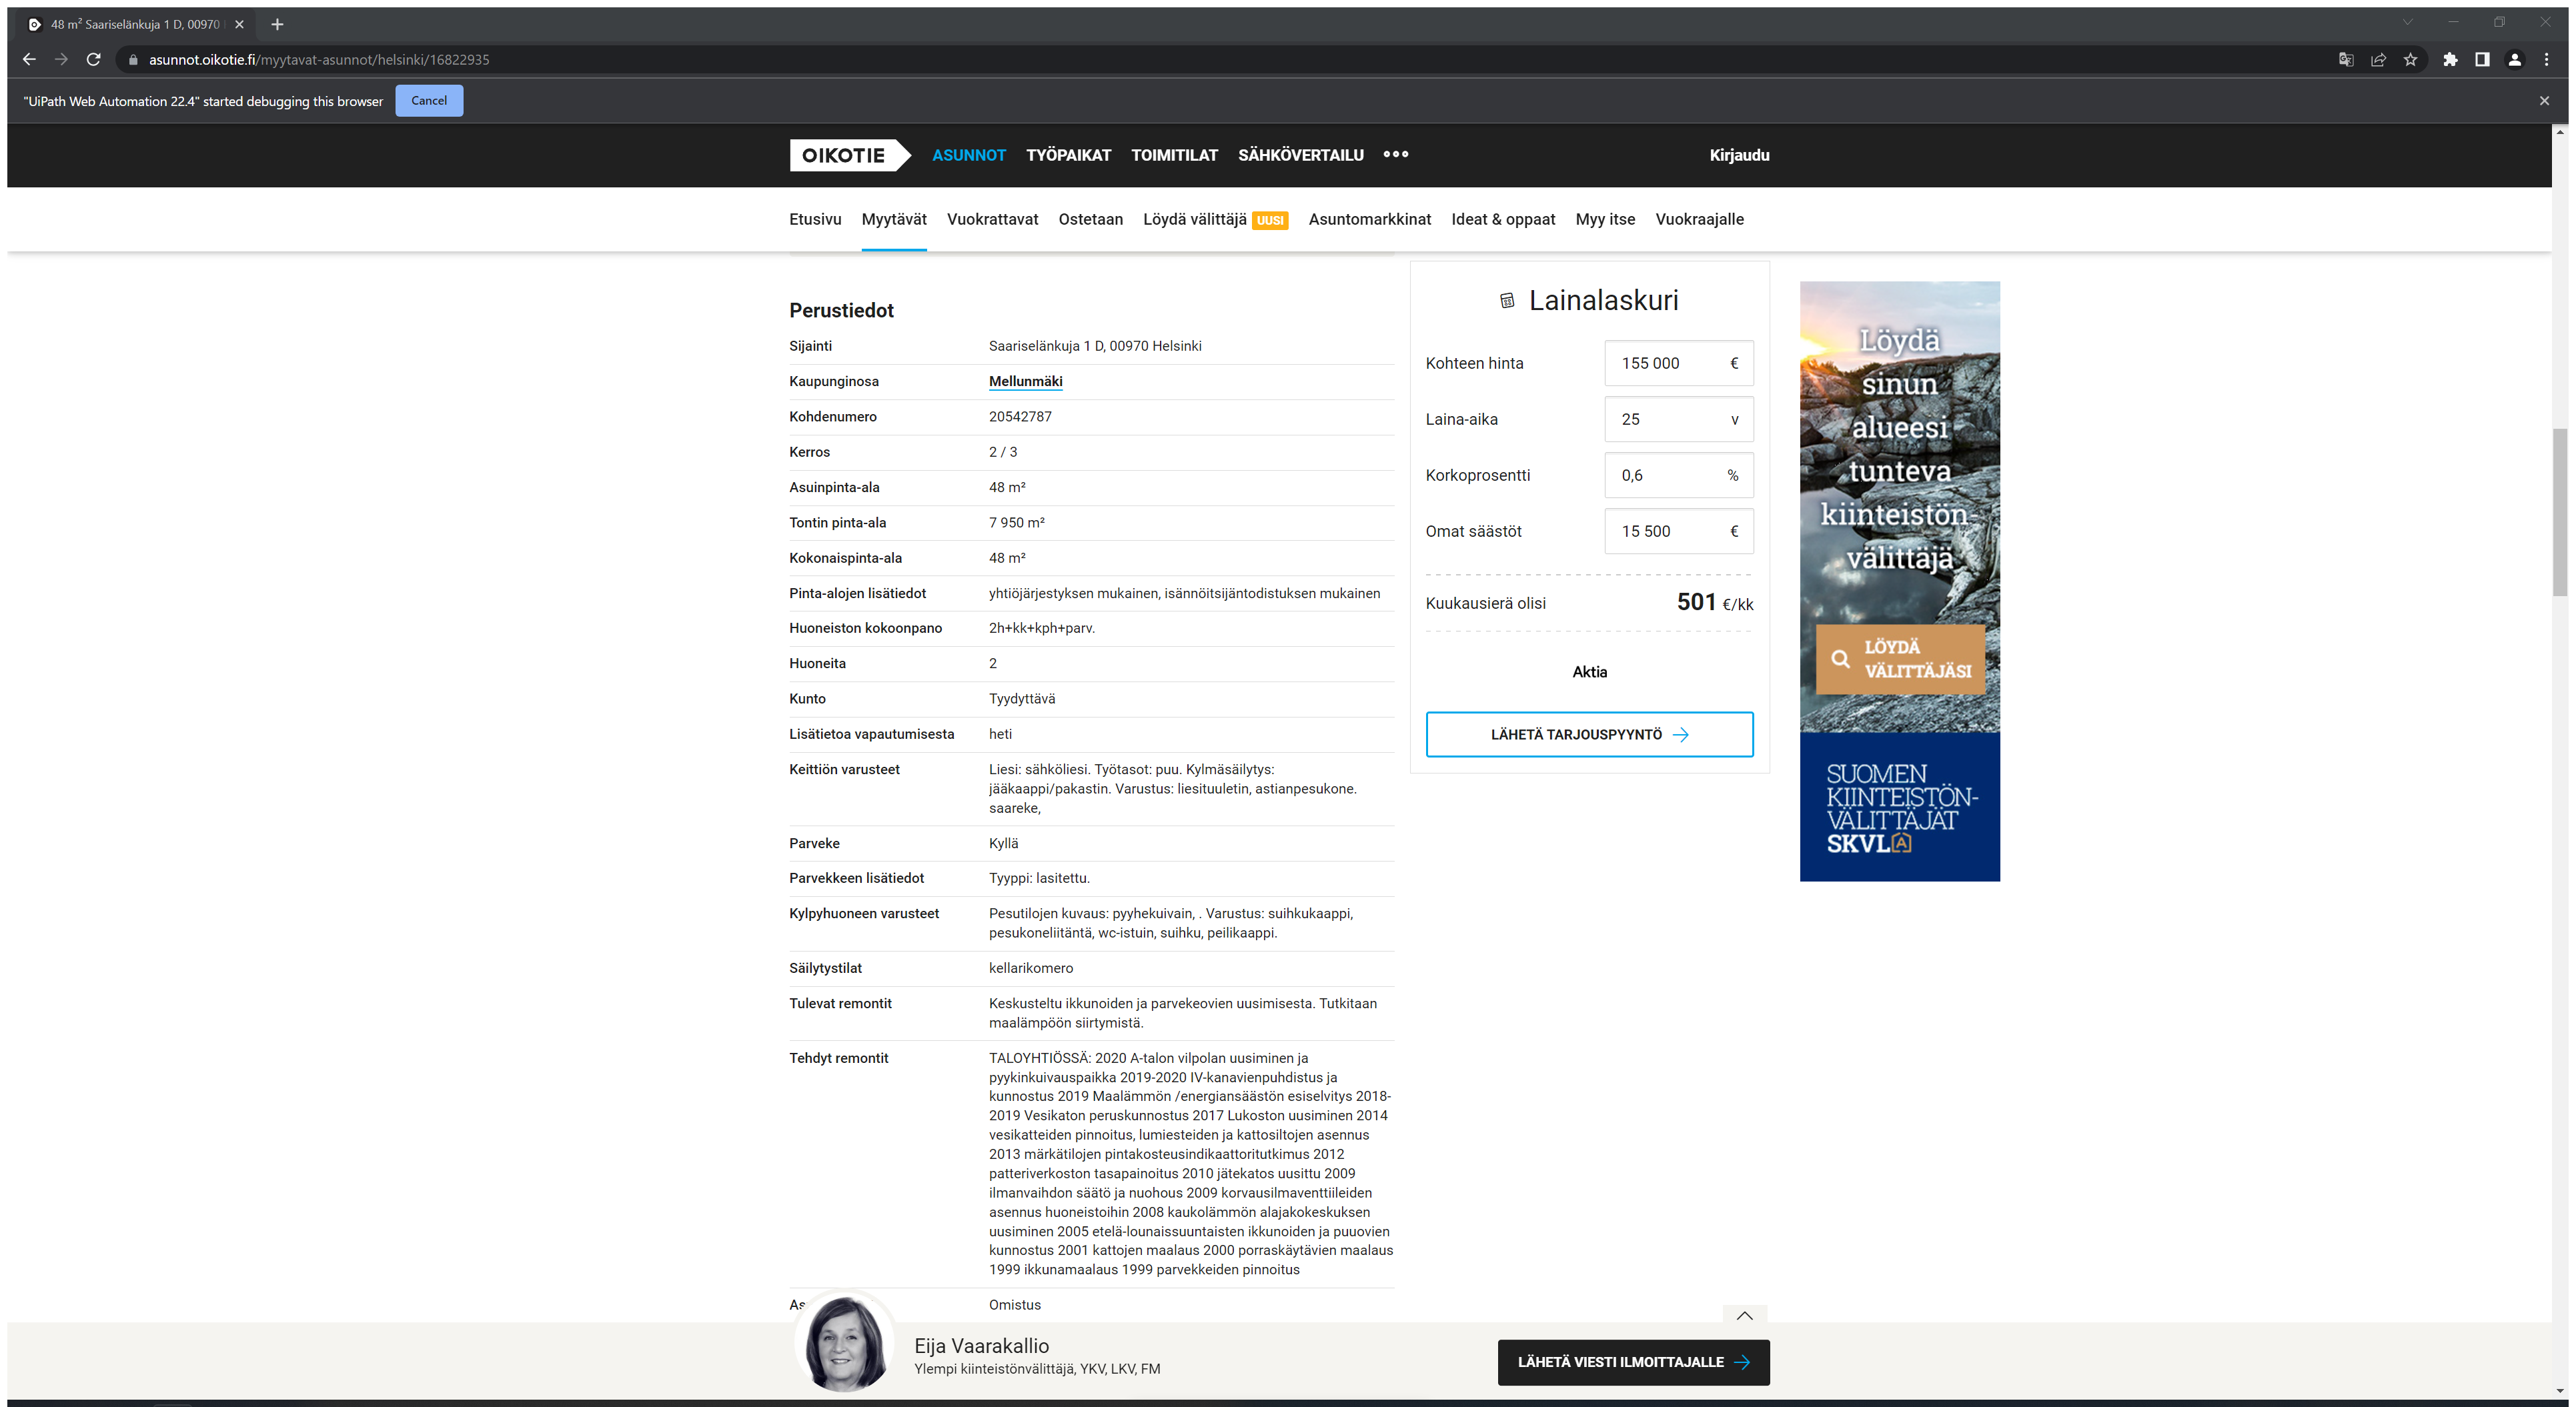 48 m² Saariselänkuja 1 D, 00970
asunnot.oikotie.fi/myytavat-asunnot/helsinki/16822935
"UiPath Web Automation 22.4" started debugging this browser
Cancel
OIKOTIE
ASUNNOT
TYÖPAIKAT
TOIMITILAT
SÄHKÖVERTAILU
Kirjaudu
Etusivu
Myytävät
Vuokrattavat
Ostetaan
Löydä välittäjä UUSI
Asuntomarkkinat
Ideat & oppaat
Myy itse
Vuokraajalle
Perustiedot
Sijainti
Saariselänkuja 1 D, 00970 Helsinki
Kaupunginosa
Mellunmäki
Kohdenumero
20542787
Kerros
2 / 3
Asuinpinta-ala
48 m²
Tontin pinta-ala
7 950 m²
Kokonaispinta-ala
48 m²
Pinta-alojen lisätiedot
yhtiöjärjestyksen mukainen, isännöitsijäntodistuksen mukainen
Huoneiston kokoonpano
2h+kk+kph+parv.
Huoneita
2
Kunto
Tyydyttävä
Lisätietoa vapautumisesta
heti
Keittiön varusteet
Liesi: sähköliesi. Työtasot: puu. Kylmäsäilytys:
jääkaappi/pakastin. Varustus: liesituuletin, astianpesukone.
saareke,
Parveke
Kyllä
Parvekkeen lisätiedot
Tyyppi: lasitettu.
Kylpyhuoneen varusteet
Pesutilojen kuvaus: pyyhekuivain, . Varustus: suihkukaappi,
pesukoneliitäntä, wc-istuin, suihku, peilikaappi.
Säilytystilat
kellarikomero
Tulevat remontit
Keskusteltu ikkunoiden ja parvekeovien uusimisesta. Tutkitaan
maalämpöön siirtymistä.
Tehdyt remontit
TALOYHTIÖSSÄ: 2020 A-talon vilpolan uusiminen ja
pyykinkuivauspaikka 2019-2020 IV-kanavienpuhdistus ja
kunnostus 2019 Maalämmön /energiansäästön esiselvitys 2018-
2019 Vesikaton peruskunnostus 2017 Lukoston uusiminen 2014
vesikatteiden pinnoitus, lumiesteiden ja kattosiltojen asennus
2013 märkätilojen pintakosteusindikaattoritutkimus 2012
patteriverkoston tasapainoitus 2010 jätekatos uusittu 2009
ilmanvaihdon säätö ja nuohous 2009 korvausilmaventtiileiden
asennus huoneistoihin 2008 kaukolämmön alajakokeskuksen
uusiminen 2005 etelä-lounaissuuntaisten ikkunoiden ja puuovien
kunnostus 2001 kattojen maalaus 2000 porraskäytävien maalaus
1999 ikkunamaalaus 1999 parvekkeiden pinnoitus
Omistus
Lainalaskuri
Kohteen hinta
155 000 €
Laina-aika
25 v
Korkoprosentti
0,6 %
Omat säästöt
15 500 €
Kuukausierä olisi
501 €/kk
Aktia
LÄHETÄ TARJOUSPYYNTÖ
Löydä
sinun
alueesi
tunteva
kiinteistön-
välittäjä
LÖYDÄ
VÄLITTÄJÄSI
SUOMEN
KIINTEISTÖN-
VÄLITTÄJÄT
SKVL
Eija Vaarakallio
Ylempi kiinteistönvälittäjä, YKV, LKV, FM
LÄHETÄ VIESTI ILMOITTAJALLE